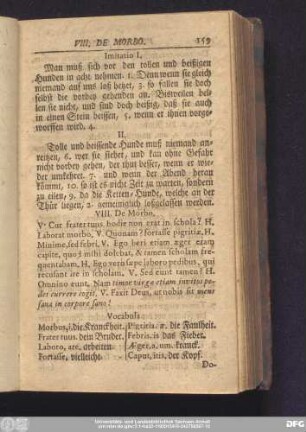 VIII, DE MORBO. 159
Imitatio I.
Man muß sich vor den tollen und beißigen
Hunden in acht nehmen. 1. Denn wenn sie gleich
niemand auf uns loß hetzet, 3. so fallen sie doch
selbst die vorbey gehenden an. Bisweilen bel-
len sie nicht, und sind doch beißig, daß sie auch
in einen Stein beissen, 5. wenn er ihnen vorge-
worffen wird. 4.
II.
Tolle und beissende Hunde muß niemand an-
reitzen, 6. wer sie siehet, und kan ohne Gefahr
nicht vorbey gehen, der thut besser, wenn er wie-
der umkehret. 7. und wenn der Abend heran
kömmt, 10. so ist es nicht Zeit zu warten, sondern
zu eilen, 9. da die Ketten-Hunde, welche an der
Thür liegen, 2. gemeiniglich loßgelassen werden.
VIII. De Morbo.
V. Cur frater tuus hodie non erat in schola? H.
Laborat morbo. V. Quonam? fortasse pigritia. H.
Minime, sed febri. V. Ego heri etiam æger eram
capite, quod mihi dolebat, & tamen scholam fre-
quentabam. H. Ego verò sæpe laboro pedibus, qui
recusant ire in scholam. V. Sed eunt tamen? H.
Omnino eunt. Nam timor virgæ etiam invitos pe-
des currere cogit. V. Faxit Deus, ut nobis sit mens
sana in corpore sano!
Vocabula
Morbus, i. die Kranckheit. Pigritia, æ. die Faulheit.
Frater tuus. dein Bruder. Febris, is das Fieber.
Laboro, are. arbeiten. Æger, a, um. kranck.
Fortasse, vielleicht. Caput, itis, der Kopf.
Do-